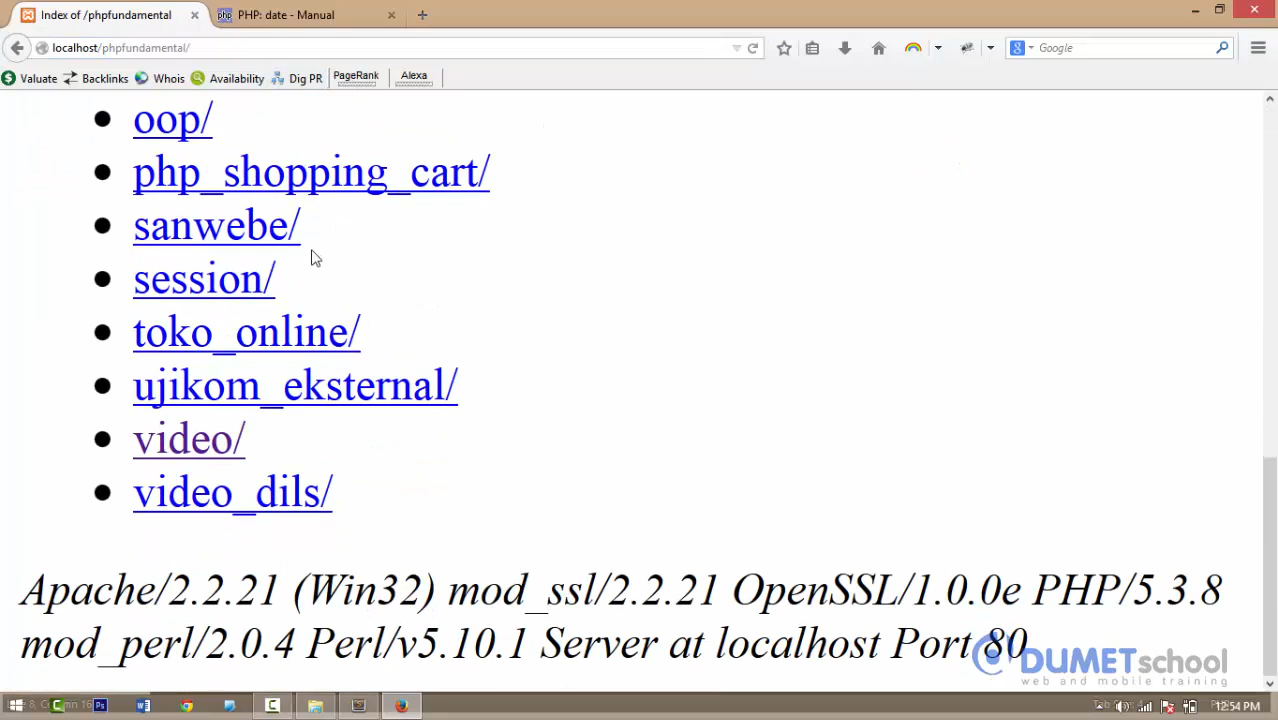 Index of /phpfundamental
PHP: date - Manual
localhost/phpfundamental/
Google
Valuate Backlinks Whois Availability Dig PR PageRank Alexa
oop/
php_shopping_cart/
sanwebe/
session/
toko_online/
ujikom_eksternal/
video/
video_dils/
Apache/2.2.21 (Win32) mod_ssl/2.2.21 OpenSSL/1.0.0e PHP/5.3.8
mod_perl/2.0.4 Perl/v5.10.1 Server at localhost Port 80
DUMETschool
web and mobile training
12:54 PM